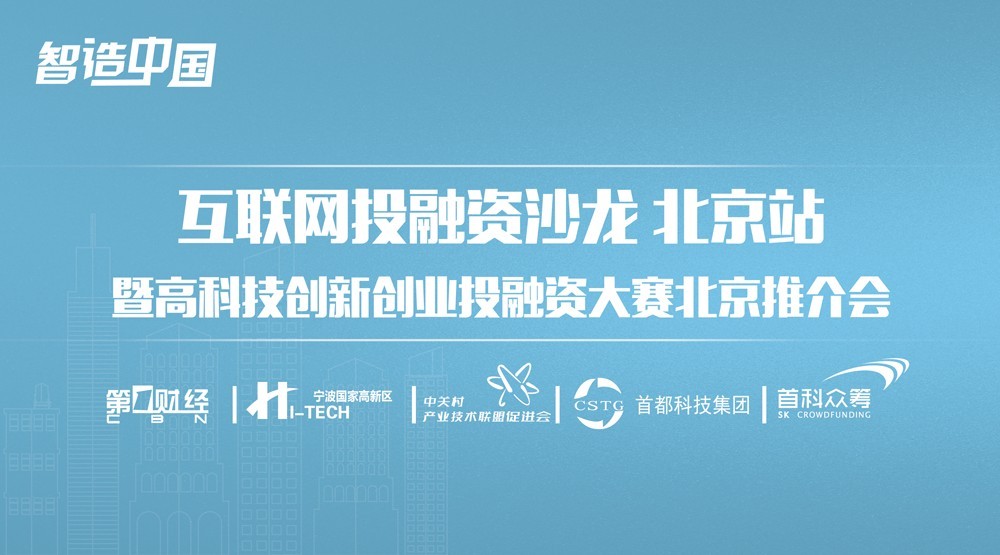 智造中国
互联网投融资沙龙 北京站
暨高科技创新创业投融资大赛北京推介会
第1财经
CBN
宁波国家高新区
HI-TECH
中关村
产业技术联盟促进会
CSTG
首都科技集团
首科众筹
SK CROWDFUNDING